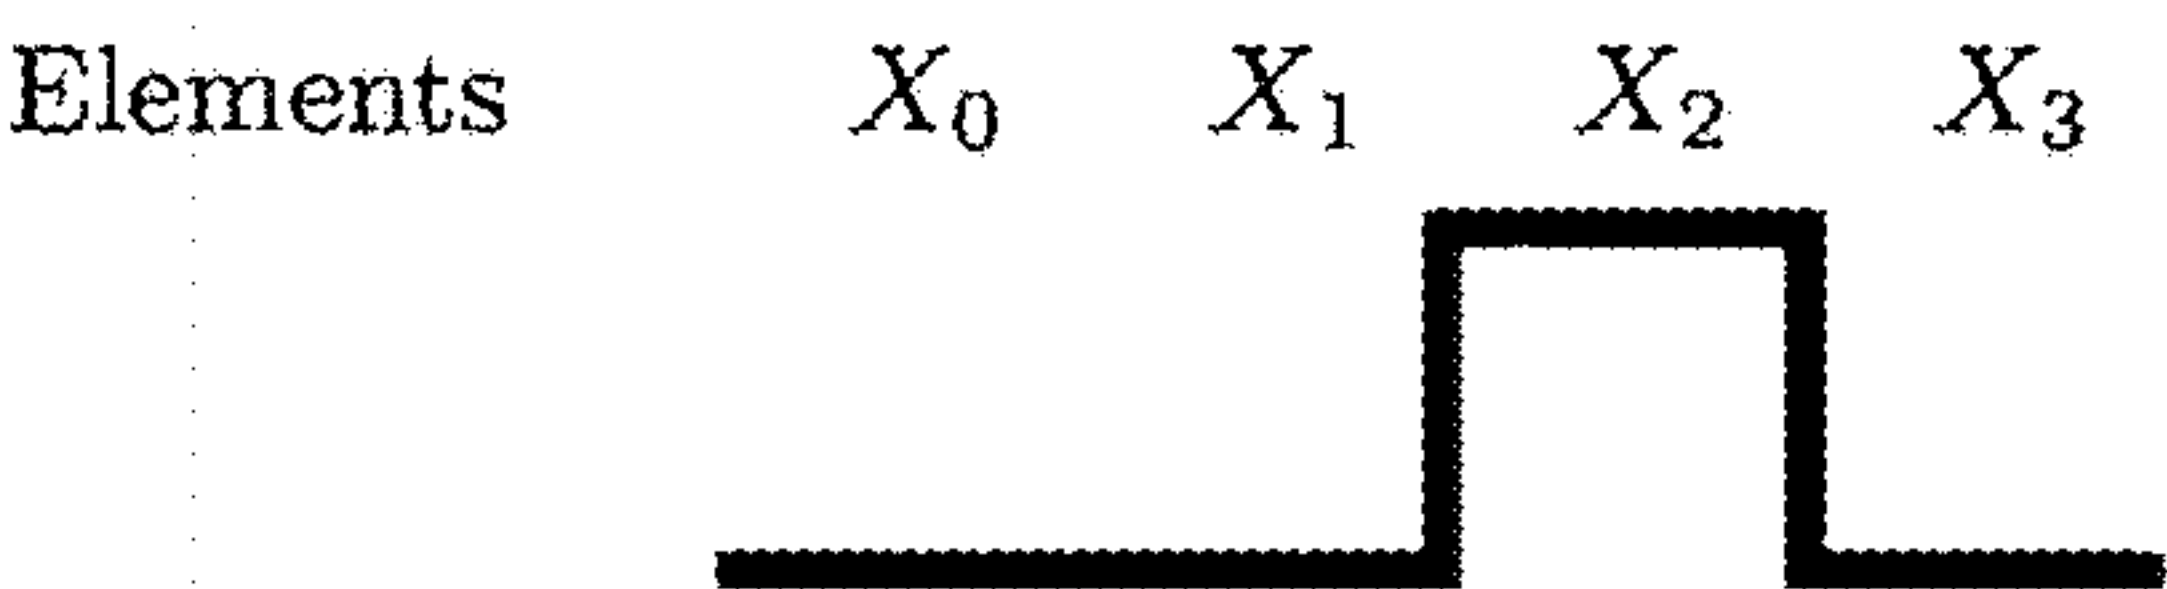 Elements X₀ X₁ X₂ X₃